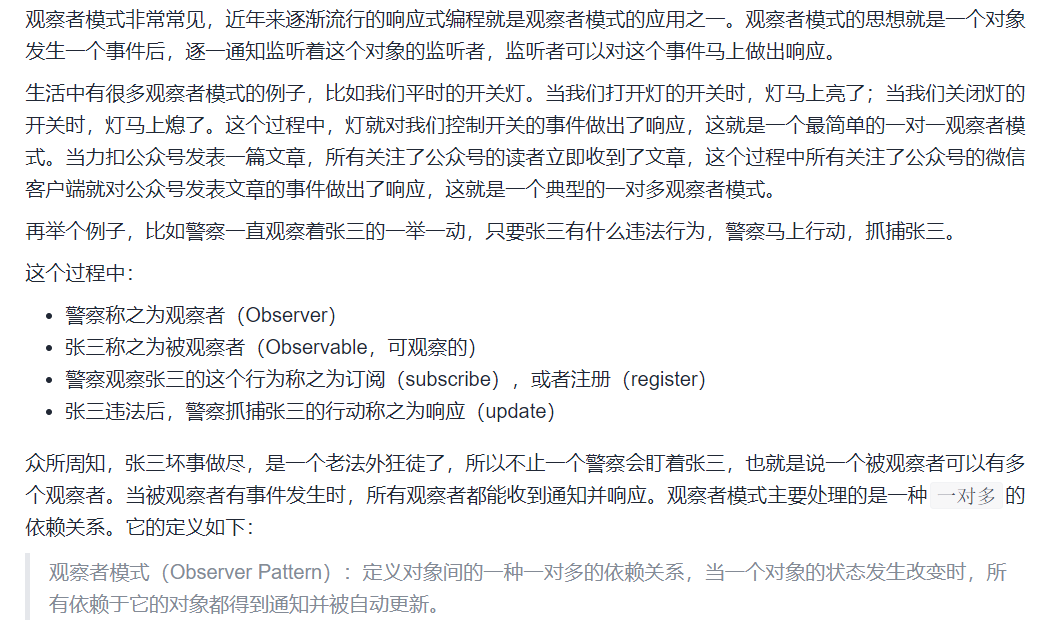 观察者模式非常常见，近年来逐渐流行的响应式编程就是观察者模式的应用之一。观察者模式的思想就是一个对象
发生一个事件后，逐一通知监听着这个对象的监听者，监听者可以对这个事件马上做出响应。
生活中有很多观察者模式的例子，比如我们平时的开关灯。当我们打开灯的开关时，灯马上亮了；当我们关闭灯的
开关时，灯马上熄了。这个过程中，灯就对我们控制开关的事件做出了响应，这就是一个最简单的一对一观察者模
式。当力扣公众号发表一篇文章，所有关注了公众号的读者立即收到了文章，这个过程中所有关注了公众号的微信
客户端就对公众号发表文章的事件做出了响应，这就是一个典型的一对多观察者模式。
再举个例子，比如警察一直观察着张三的一举一动，只要张三有什么违法行为，警察马上行动，抓捕张三。
这个过程中：
• 警察称之为观察者（Observer）
• 张三称之为被观察者（Observable，可观察的）
• 警察观察张三的这个行为称之为订阅（subscribe），或者注册（register）
• 张三违法后，警察抓捕张三的行动称之为响应（update）
众所周知，张三坏事做尽，是一个老法外狂徒了，所以不止一个警察会盯着张三，也就是说一个被观察者可以有多
个观察者。当被观察者有事件发生时，所有观察者都能收到通知并响应。观察者模式主要处理的是一种 一对多 的
依赖关系。它的定义如下：
观察者模式（Observer Pattern）：定义对象间的一种一对多的依赖关系，当一个对象的状态发生改变时，所
有依赖于它的对象都得到通知并被自动更新。